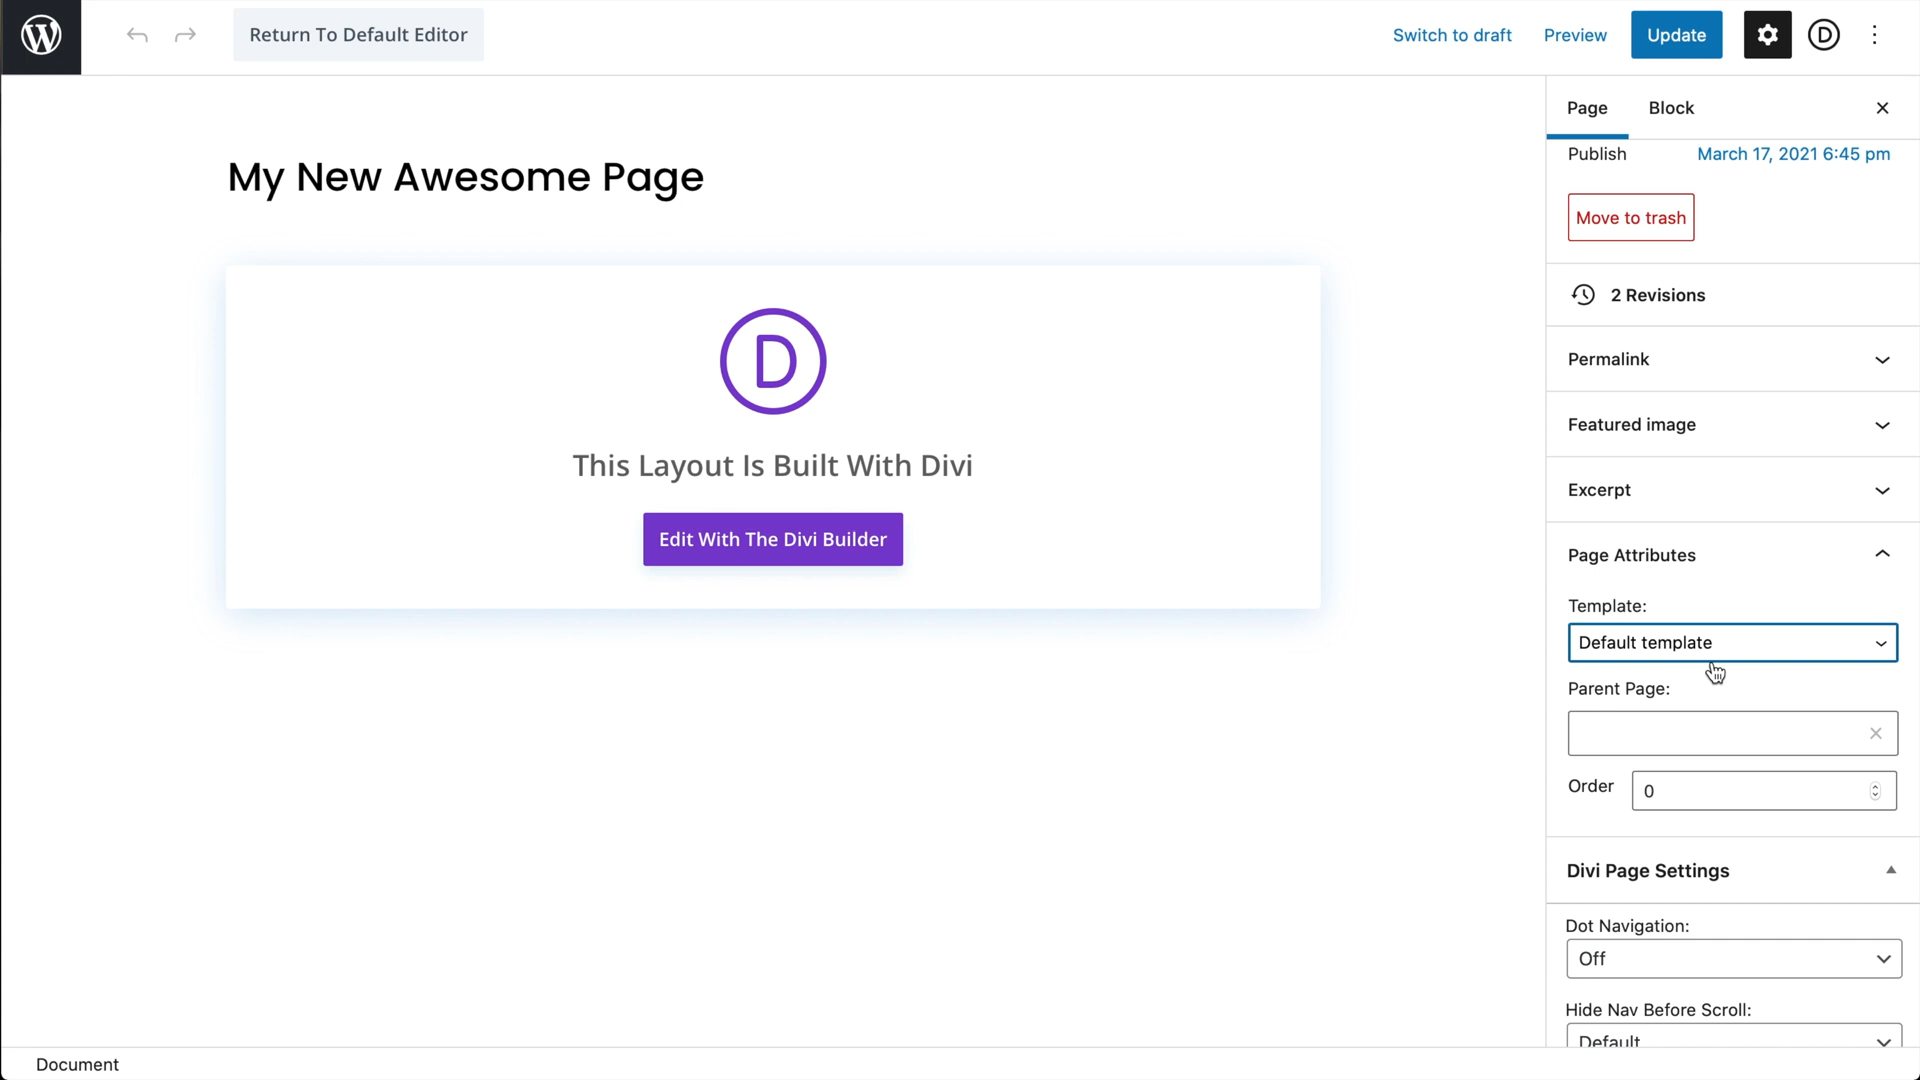 Return To Default Editor
Switch to draft
Preview
Update
D
Page
Block
Publish
March 17, 2021 6:45 pm
My New Awesome Page
Move to trash
2 Revisions
D
Permalink
Featured image
This Layout Is Built With Divi
Excerpt
Edit With The Divi Builder
Page Attributes
Template:
Default template
Parent Page:
Order
0
Divi Page Settings
Dot Navigation:
Off
Hide Nav Before Scroll:
Default
Document